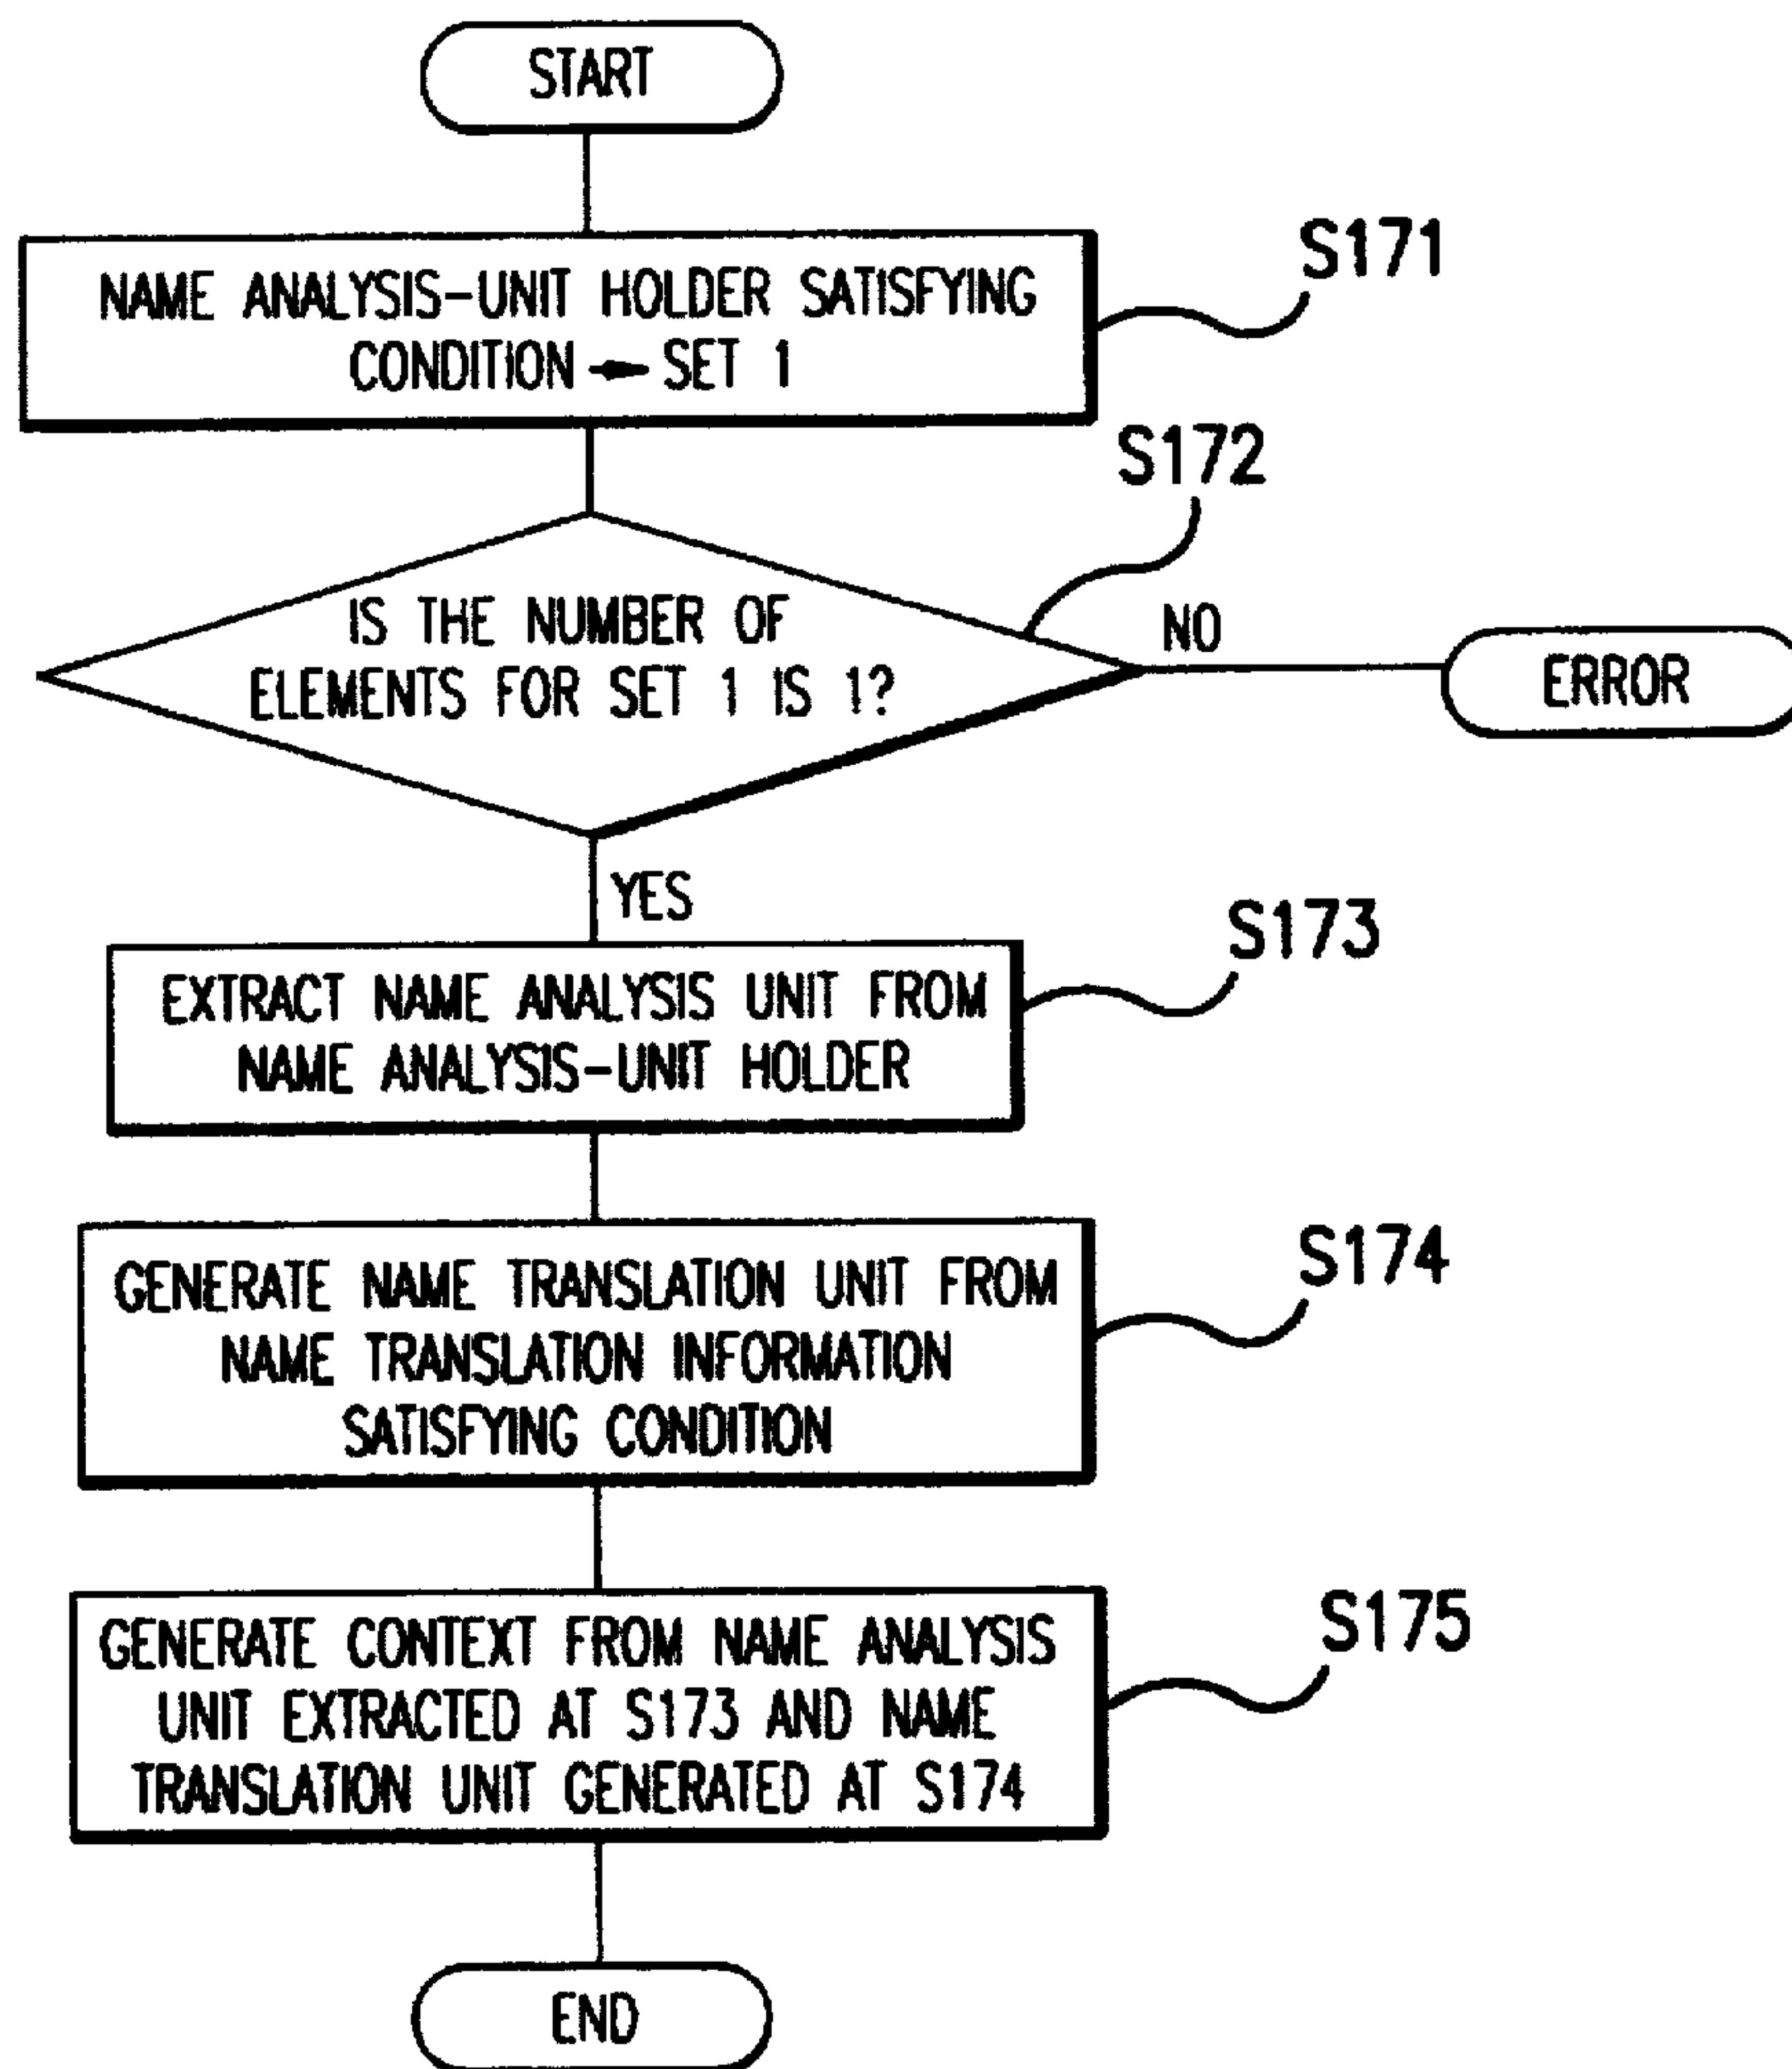 START
S171
NAME ANALYSIS-UNIT HOLDER SATISFYING
CONDITION → SET 1
S172
IS THE NUMBER OF
ELEMENTS FOR SET 1 IS 1?
NO
ERROR
YES
S173
EXTRACT NAME ANALYSIS UNIT FROM
NAME ANALYSIS-UNIT HOLDER
S174
GENERATE NAME TRANSLATION UNIT FROM
NAME TRANSLATION INFORMATION
SATISFYING CONDITION
S175
GENERATE CONTEXT FROM NAME ANALYSIS
UNIT EXTRACTED AT S173 AND NAME
TRANSLATION UNIT GENERATED AT S174
END